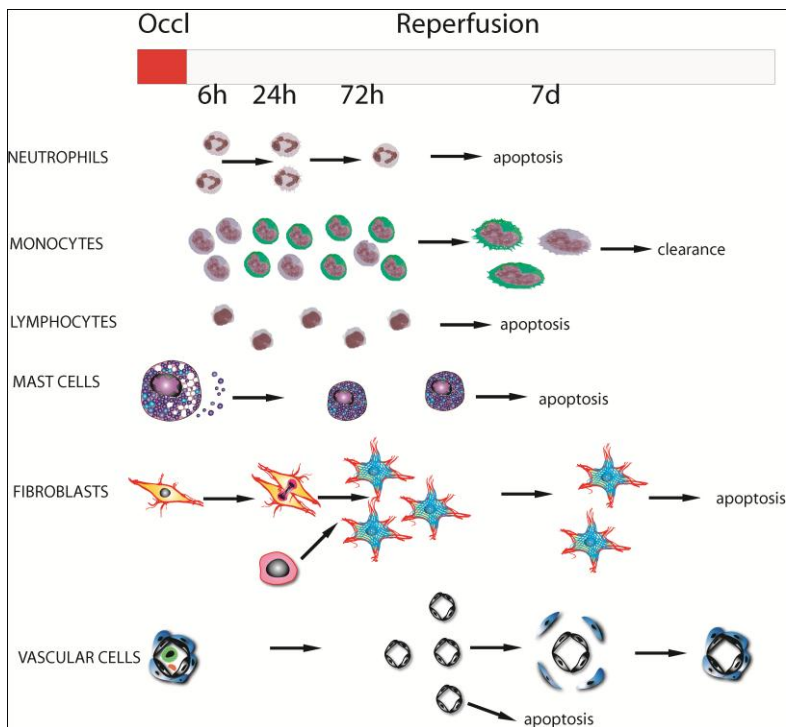 Occl Reperfusion
6h 24h 72h 7d
NEUTROPHILS apoptosis
MONOCYTES clearance
LYMPHOCYTES apoptosis
MAST CELLS apoptosis
FIBROBLASTS apoptosis
VASCULAR CELLS
apoptosis